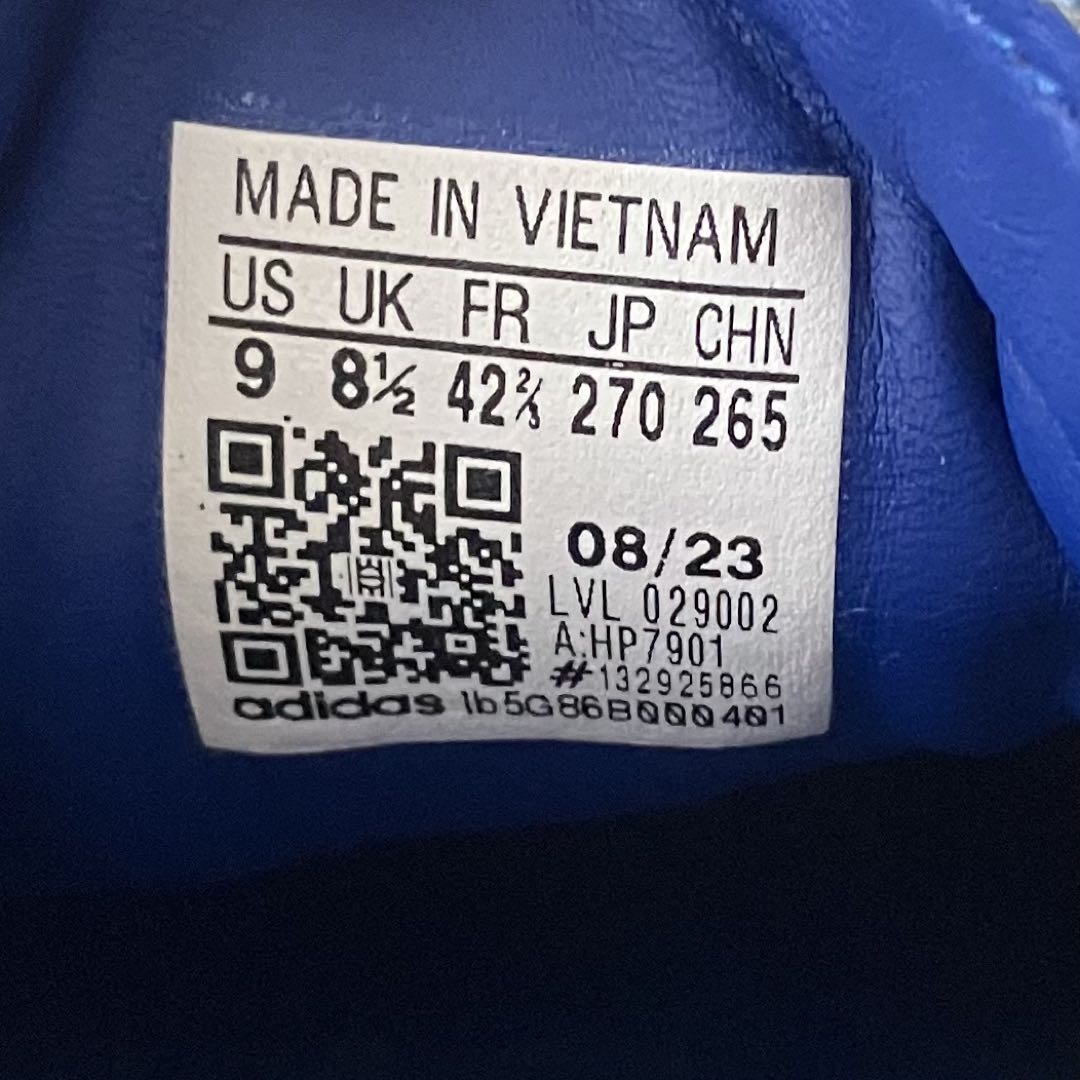 MADE IN VIETNAM
US UK FR JP CHN
9 8½ 42⅔ 270 265
08/23
LVL 029002
A:HP7901
#132925866
adidas 1b5G86B000401